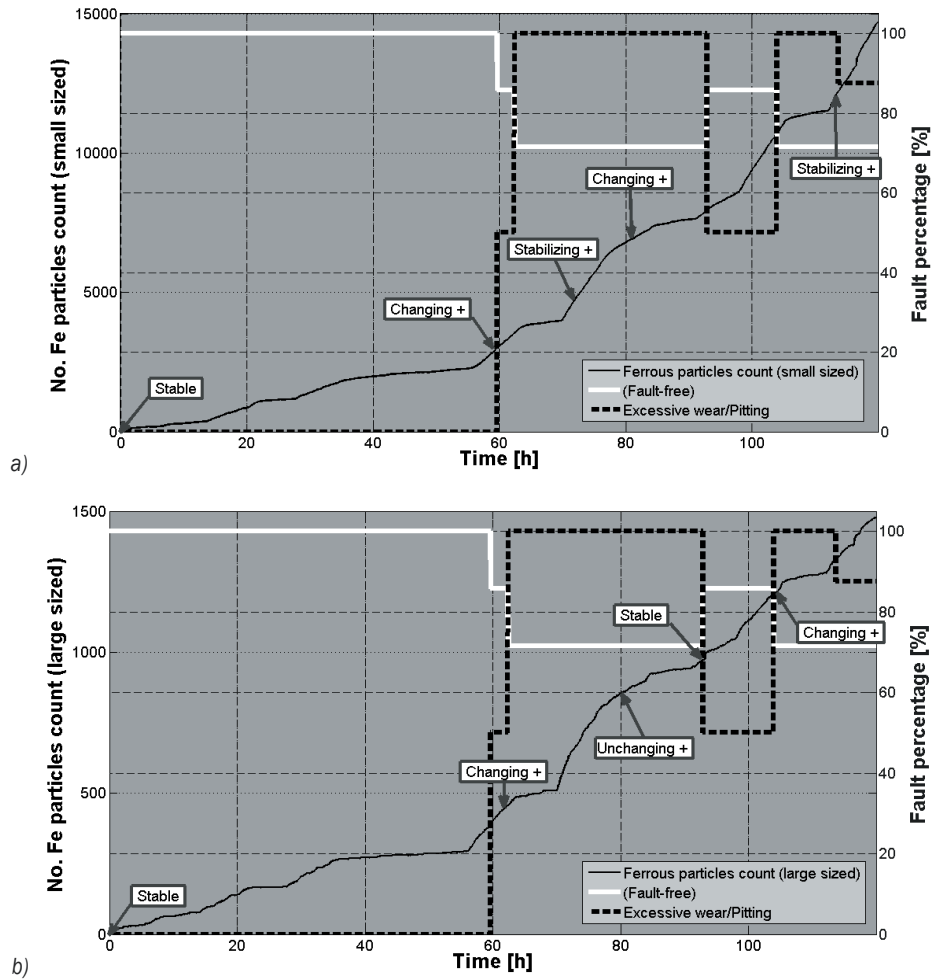 15000
10000
5000
0
No. Fe particles count (small sized)
100
80
60
40
20
0
Fault percentage [%]
Stable
Changing +
Stabilizing +
Changing +
Stabilizing +
Ferrous particles count (small sized)
(Fault-free)
Excessive wear/Pitting
0 20 40 60 80 100
Time [h]
a)
1500
1000
500
0
No. Fe particles count (large sized)
100
80
60
40
20
0
Fault percentage [%]
Stable
Changing +
Unchanging +
Stable
Changing +
Ferrous particles count (large sized)
(Fault-free)
Excessive wear/Pitting
0 20 40 60 80 100
Time [h]
b)